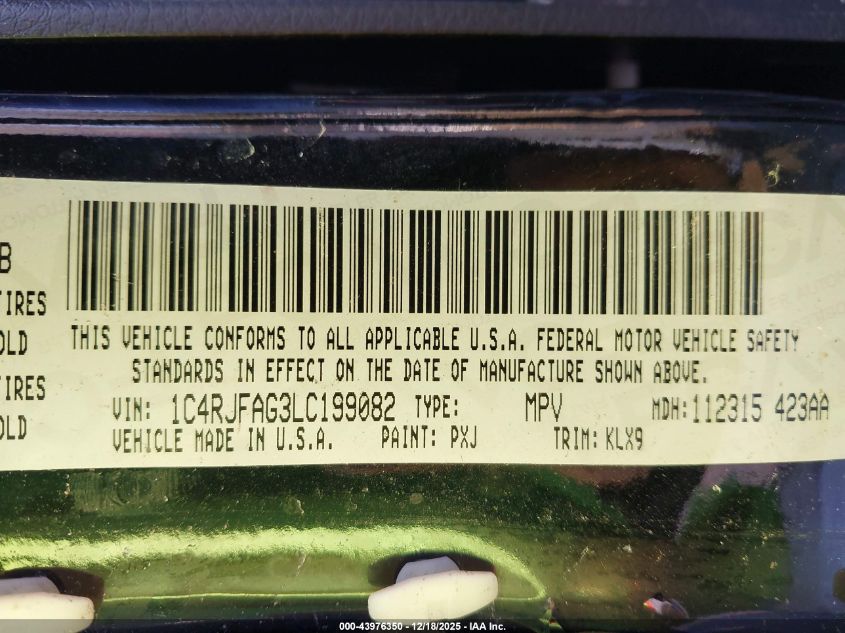 B
TIRES
OLD
TIRES
OLD
THIS VEHICLE CONFORMS TO ALL APPLICABLE U.S.A. FEDERAL MOTOR VEHICLE SAFETY
STANDARDS IN EFFECT ON THE DATE OF MANUFACTURE SHOWN ABOVE.
VIN: 1C4RJFAG3LC199082 TYPE: MPV MDH:112315 423AA
VEHICLE MADE IN U.S.A. PAINT: PXJ TRIM: KLX9
000-43976350 - 12/18/2025 - IAA Inc.